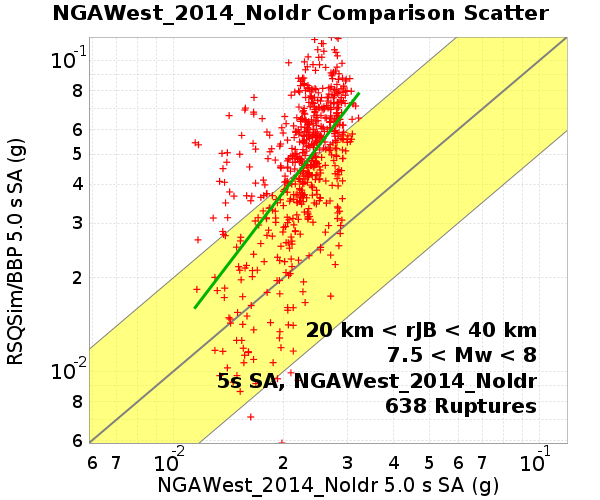 NGAWest_2014_NoIdr Comparison Scatter
10⁻¹
8
6
5
4
3
2
10⁻²
8
6
RSQSim/BBP 5.0 s SA (g)
20 km < rJB < 40 km
7.5 < Mw < 8
5s SA, NGAWest_2014_NoIdr
638 Ruptures
6 7 10⁻² 2 3 4 5 6 7 10⁻¹
NGAWest_2014_NoIdr 5.0 s SA (g)